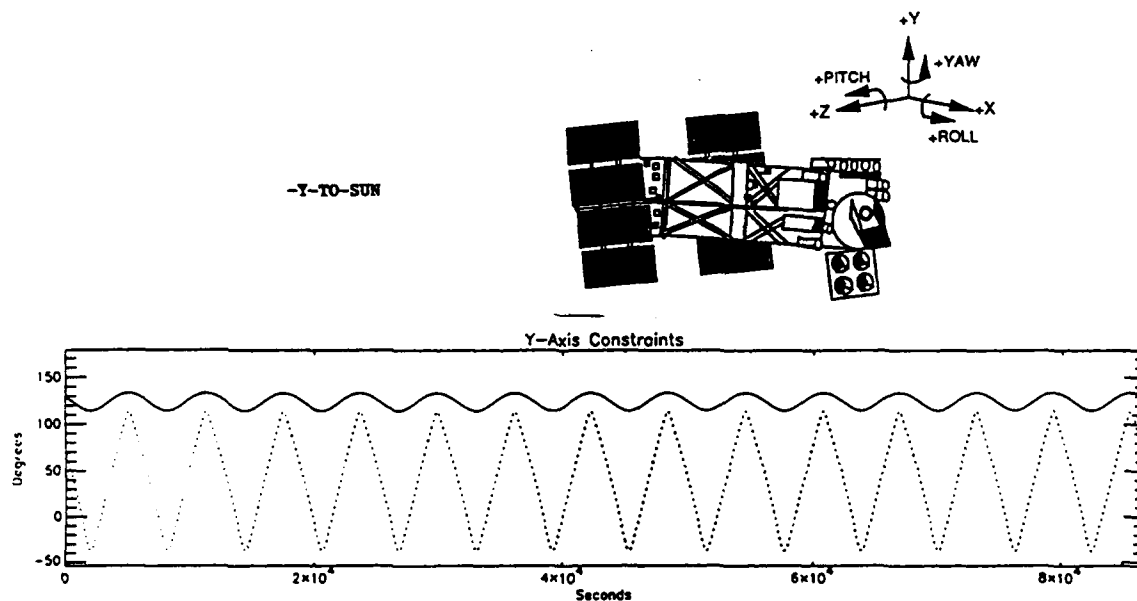 +Y
+YAW
+PITCH
+Z
+X
+ROLL
-Y-TO-SUN
Y-Axis Constraints
150
100
50
0
-50
Degrees
0
2×10⁴
4×10⁴
6×10⁴
8×10⁴
Seconds